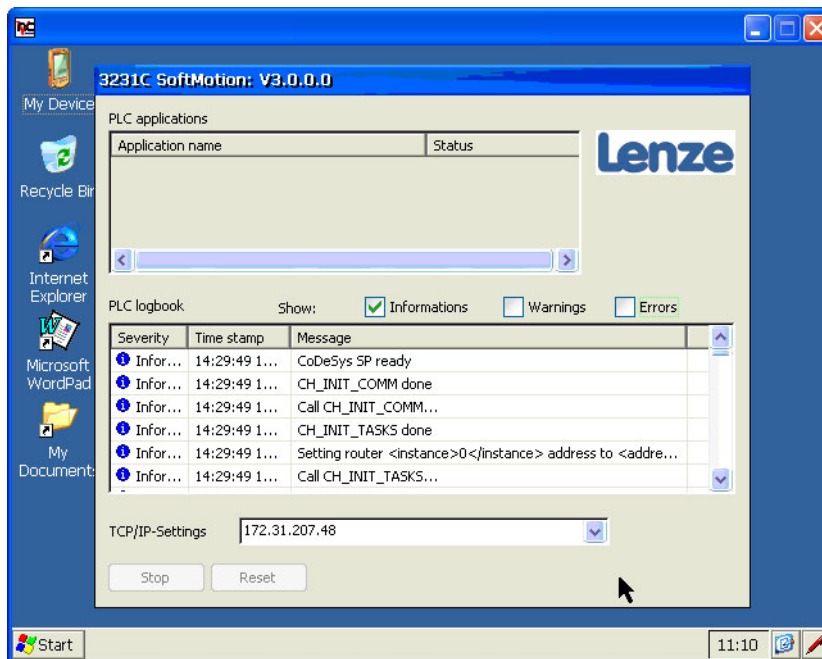 3231C SoftMotion: V3.0.0.0
My Device
Recycle Bin
Internet
Explorer
Microsoft
WordPad
My
Documents
PLC applications
Application name Status
Lenze
PLC logbook Show: Informations Warnings Errors
Severity Time stamp Message
Infor... 14:29:49 1... CoDeSys SP ready
Infor... 14:29:49 1... CH_INIT_COMM done
Infor... 14:29:49 1... Call CH_INIT_COMM...
Infor... 14:29:49 1... CH_INIT_TASKS done
Infor... 14:29:49 1... Setting router <instance>0</instance> address to <addre...
Infor... 14:29:49 1... Call CH_INIT_TASKS...
TCP/IP-Settings 172.31.207.48
Stop Reset
Start 11:10